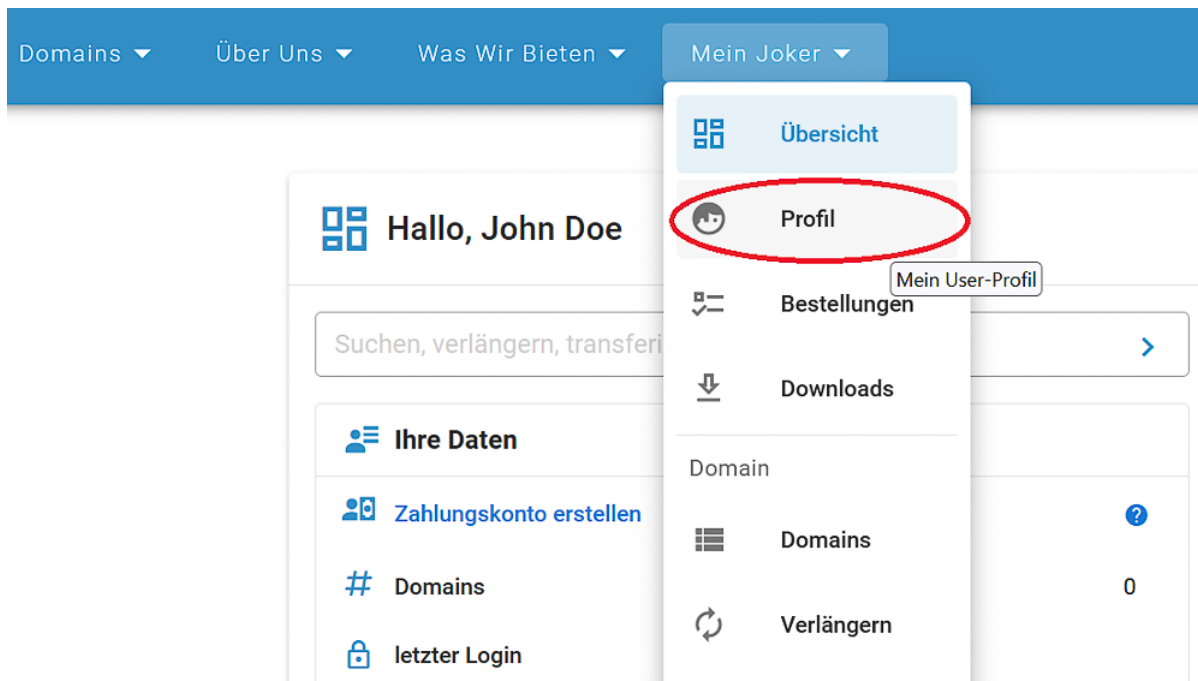 Domains
Über Uns
Was Wir Bieten
Mein Joker
Übersicht
Profil
Mein User-Profil
Bestellungen
Downloads
Domain
Domains
Verlängern
Hallo, John Doe
Suchen, verlängern, transferi
Ihre Daten
Zahlungskonto erstellen
?
# Domains 0
letzter Login